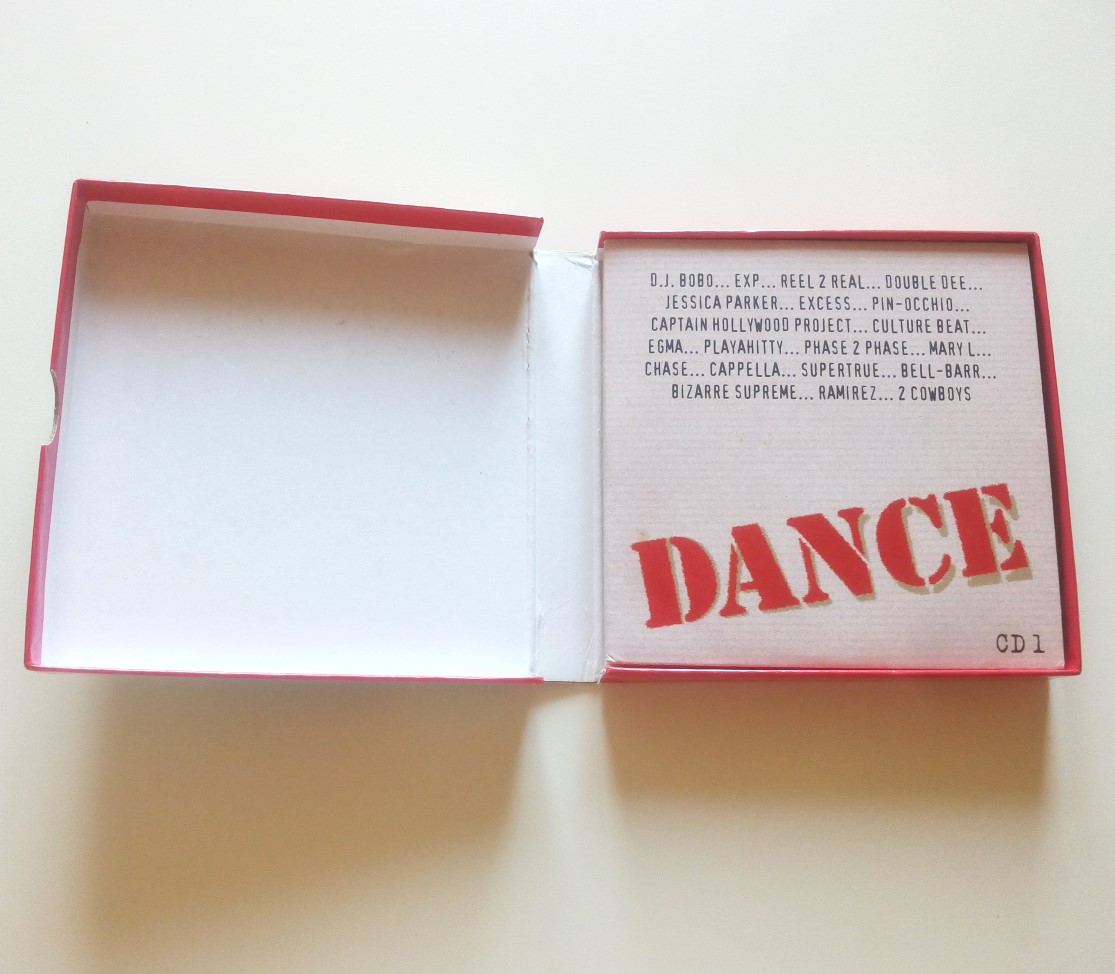 D.J. BOBO... EXP... REEL 2 REAL... DOUBLE DEE...
JESSICA PARKER... EXCESS... PIN-OCCHIO...
CAPTAIN HOLLYWOOD PROJECT... CULTURE BEAT...
EGMA... PLAYAHITTY... PHASE 2 PHASE... MARY L...
CHASE... CAPPELLA... SUPERTRUE... BELL-BARR...
BIZARRE SUPREME... RAMIREZ... 2 COWBOYS
DANCE
CD 1